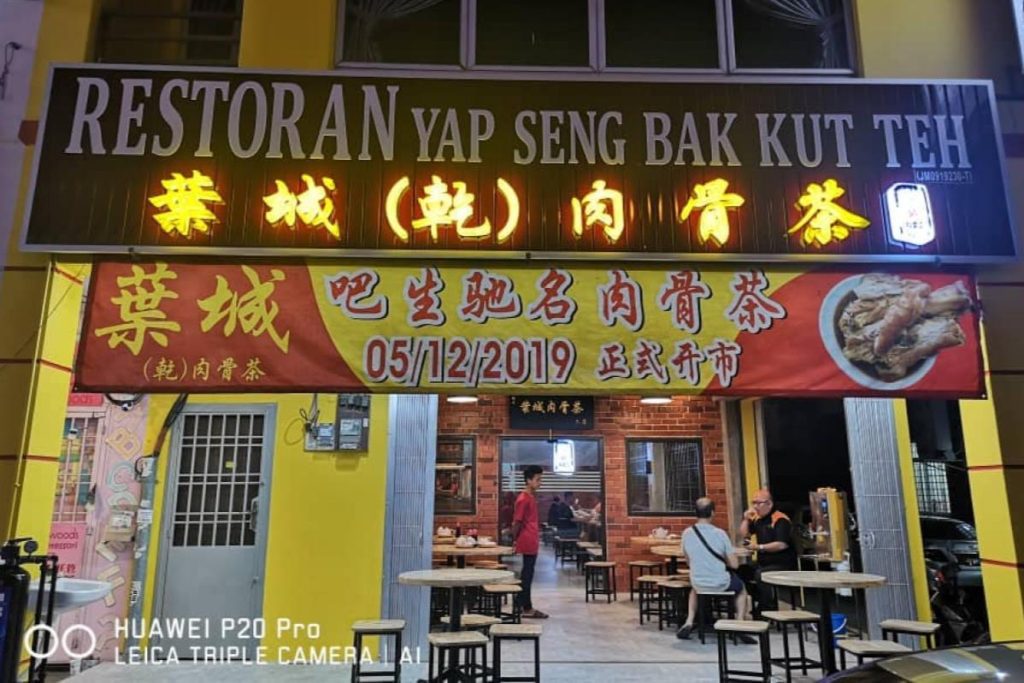 RESTORAN YAP SENG BAK KUT TEH
(JM0919236-T)
葉城(乾)肉骨茶
葉城
(乾)肉骨茶
吧生驰名肉骨茶
05/12/2019 正式开市
葉城肉骨茶
HUAWEI P20 Pro
LEICA TRIPLE CAMERA | AI